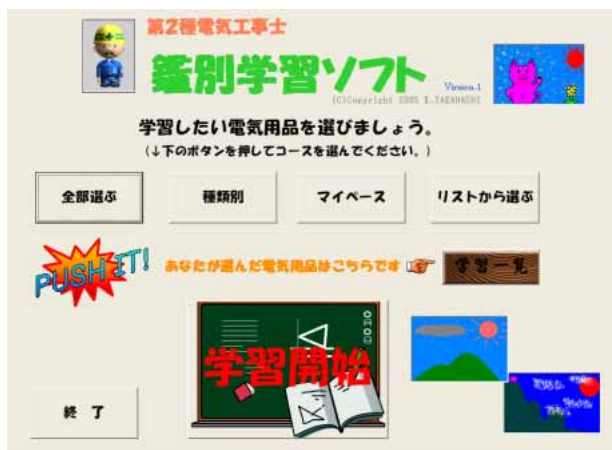 第2種電気工事士
鑑別学習ソフト
Virsion.1
(C)Copyright 2005 K.TAKAHASHI
学習したい電気用品を選びましょう。
(↓下のボタンを押してコースを選んでください。)
全部選ぶ
種類別
マイペース
リストから選ぶ
PUSH IT!
あなたが選んだ電気用品はこちらです
学習一覧
学習開始
終了